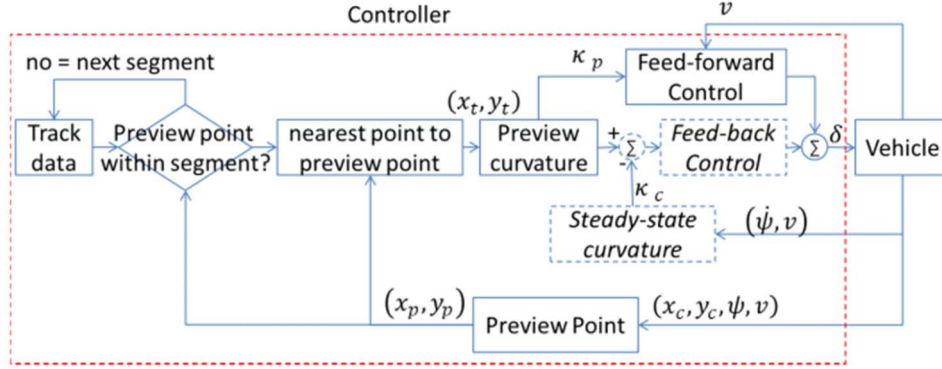 Controller
v
no = next segment
κ p
Feed-forward
Control
(x_t, y_t)
Track
data
Preview point
within segment?
nearest point to
preview point
Preview
curvature
+
-
Σ
Feed-back
Control
Σ
δ
Vehicle
κ c
Steady-state
curvature
(ψ̇, v)
(x_p, y_p)
Preview Point
(x_c, y_c, ψ, v)